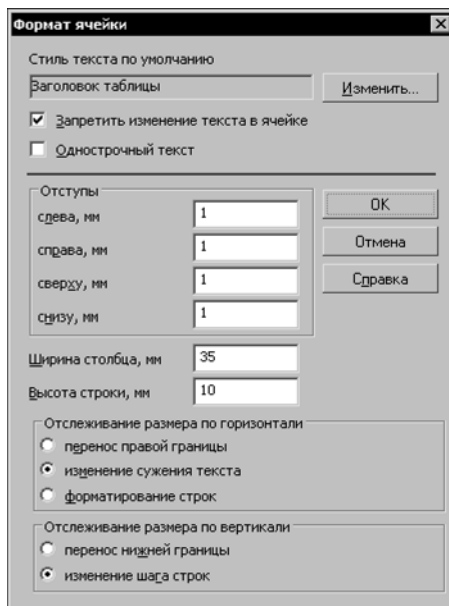 Формат ячейки
Стиль текста по умолчанию
Заголовок таблицы
Изменить...
Запретить изменение текста в ячейке
Однострочный текст
Отступы
слева, мм 1
OK
справа, мм 1
Отмена
сверху, мм 1
Справка
снизу, мм 1
Ширина столбца, мм 35
Высота строки, мм 10
Отслеживание размера по горизонтали
перенос правой границы
изменение сужения текста
форматирование строк
Отслеживание размера по вертикали
перенос нижней границы
изменение шага строк